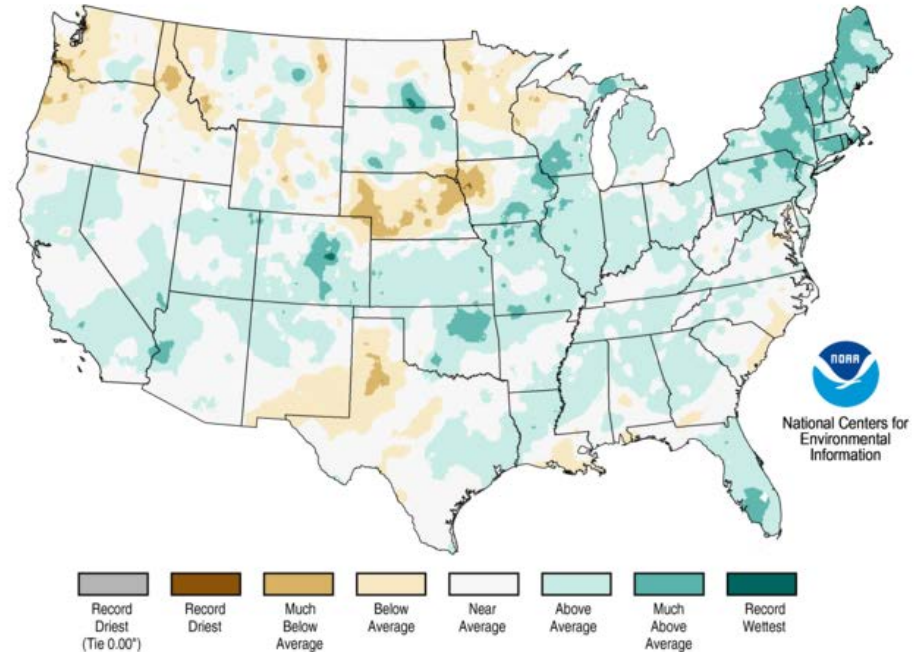 NOAA
National Centers for
Environmental
Information
Record
Driest
(Tie 0.00")
Record
Driest
Much
Below
Average
Below
Average
Near
Average
Above
Average
Much
Above
Average
Record
Wettest